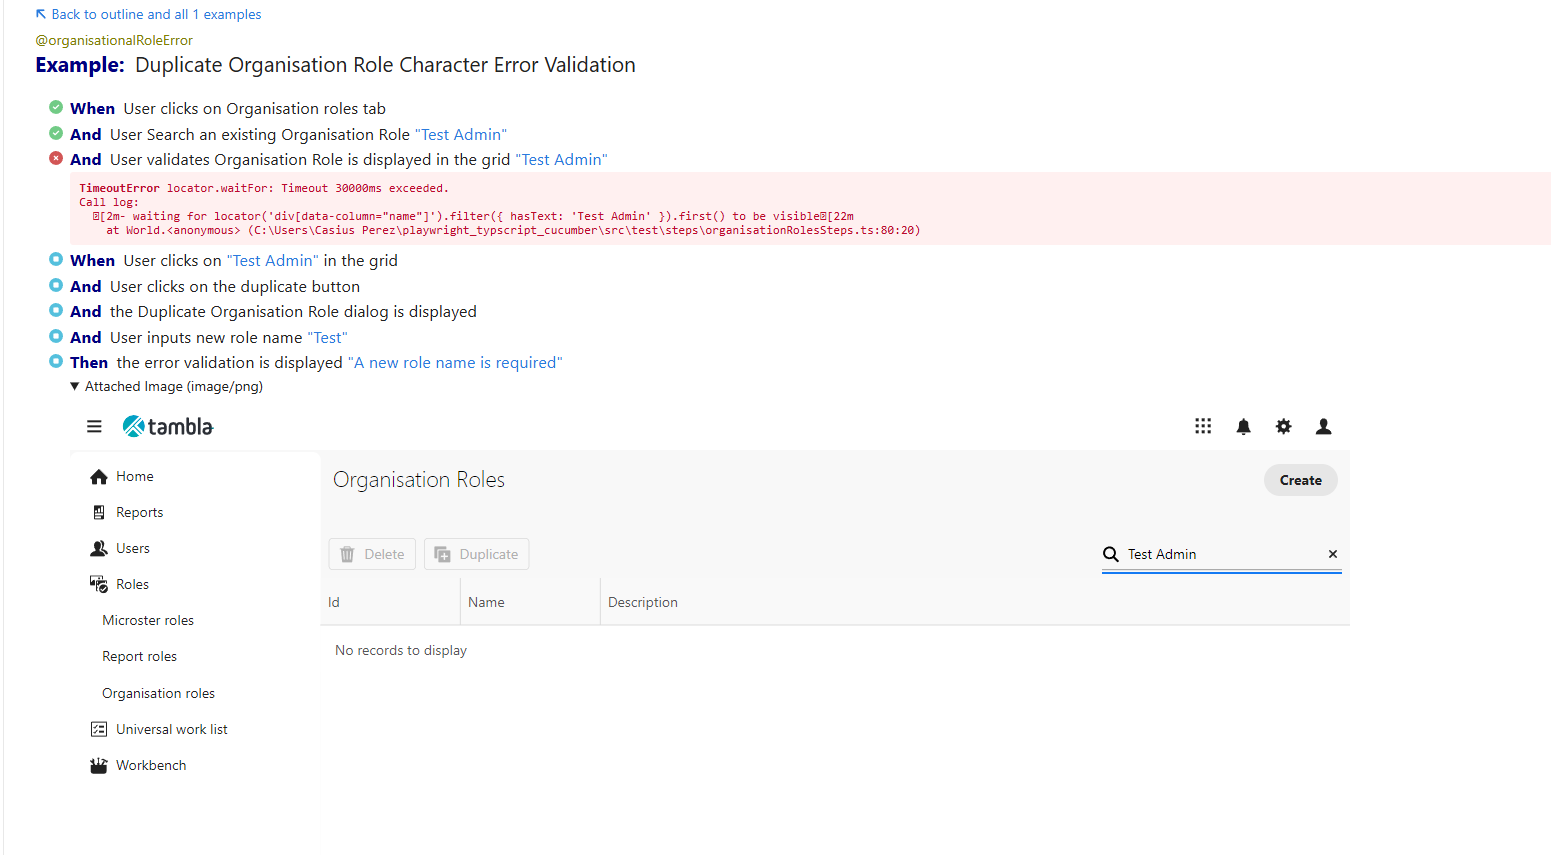 Back to outline and all 1 examples
@organisationalRoleError
Example: Duplicate Organisation Role Character Error Validation
When User clicks on Organisation roles tab
And User Search an existing Organisation Role "Test Admin"
And User validates Organisation Role is displayed in the grid "Test Admin"
TimeoutError locator.waitFor: Timeout 30000ms exceeded.
Call log:
[2m- waiting for locator('div[data-column="name"]').filter({ hasText: 'Test Admin' }).first() to be visible[22m
at World.<anonymous> (C:\Users\Casius Perez\playwright_typscript_cucumber\src\test\steps\organisationRolesSteps.ts:80:20)
When User clicks on "Test Admin" in the grid
And User clicks on the duplicate button
And the Duplicate Organisation Role dialog is displayed
And User inputs new role name "Test"
Then the error validation is displayed "A new role name is required"
Attached Image (image/png)
tambla
Home
Reports
Users
Roles
Microster roles
Report roles
Organisation roles
Universal work list
Workbench
Organisation Roles
Create
Delete Duplicate
Test Admin
Id Name Description
No records to display